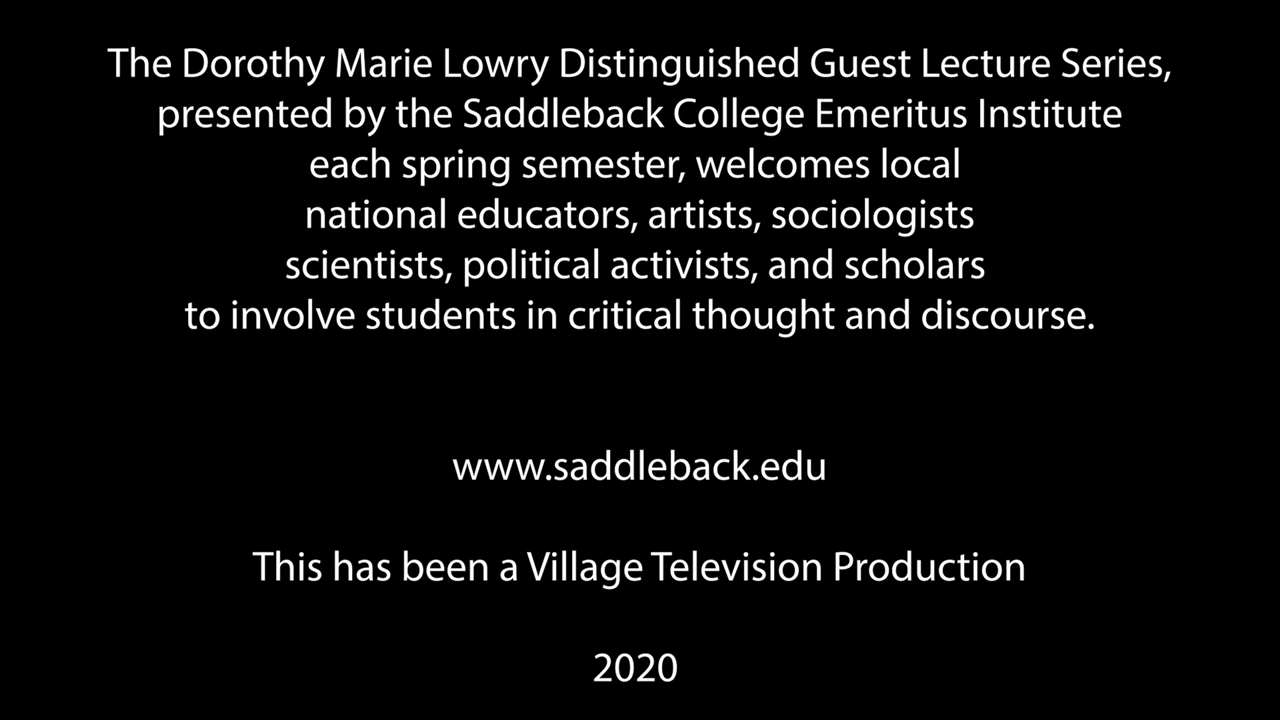 The Dorothy Marie Lowry Distinguished Guest Lecture Series,
presented by the Saddleback College Emeritus Institute
each spring semester, welcomes local
national educators, artists, sociologists
scientists, political activists, and scholars
to involve students in critical thought and discourse.
www.saddleback.edu
This has been a Village Television Production
2020